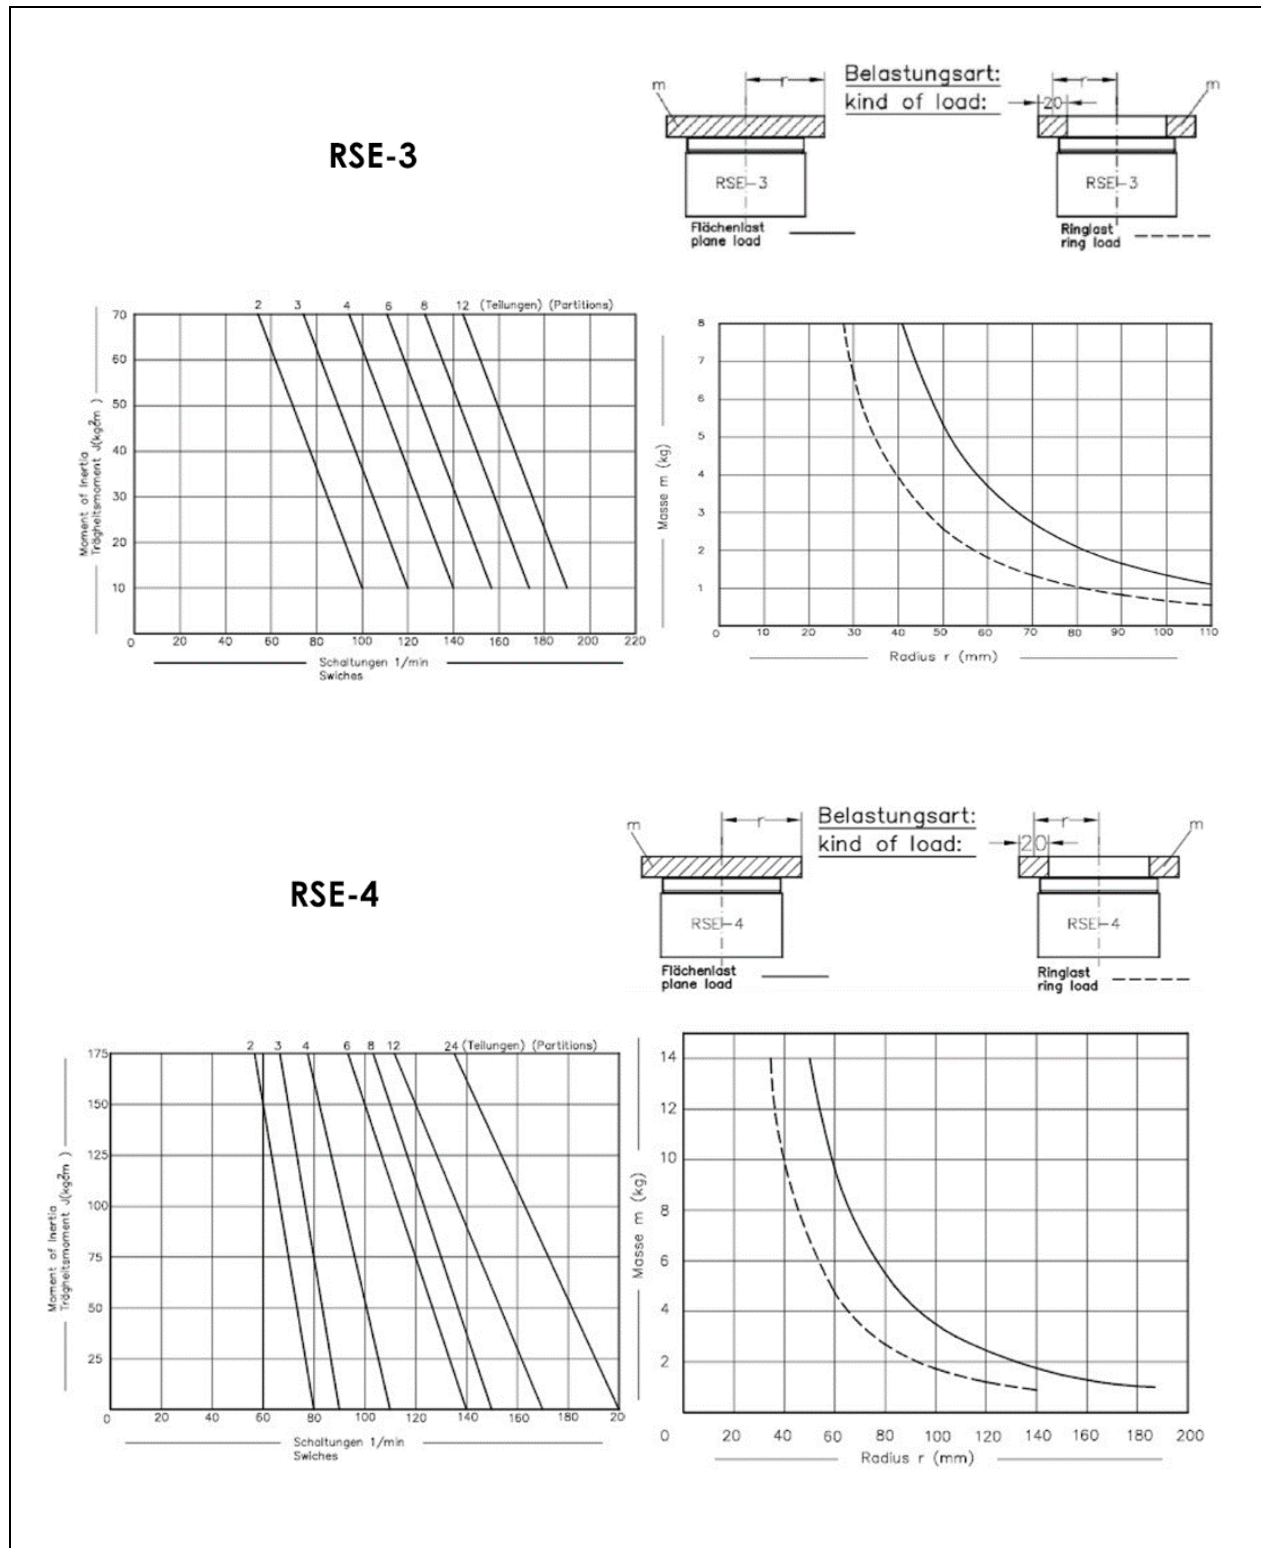 r
Belastungsart:
r
m
kind of load:
20
m
RSE-3
RSE-3
RSE-3
Flächenlast
plane load
Ringlast
ring load
2 3 4 6 8 12 (Teilungen) (Partitions)
70
60
50
40
30
20
10
Moment of Inertia
Trägheitsmoment J(kg²m )
0 20 40 60 80 100 120 140 160 180 200 220
Schaltungen 1/min
Swiches
8
7
6
5
4
3
2
1
Masse m (kg)
0 10 20 30 40 50 60 70 80 90 100 110
Radius r (mm)
r
Belastungsart:
r
m
kind of load:
20
m
RSE-4
RSE-4
RSE-4
Flächenlast
plane load
Ringlast
ring load
2 3 4 6 8 12 24 (Teilungen) (Partitions)
175
150
125
100
75
50
25
Moment of Inertia
Trägheitsmoment J(kg²m )
0 20 40 60 80 100 120 140 160 180 20
Schaltungen 1/min
Swiches
14
12
10
8
6
4
2
Masse m (kg)
0 20 40 60 80 100 120 140 160 180 200
Radius r (mm)